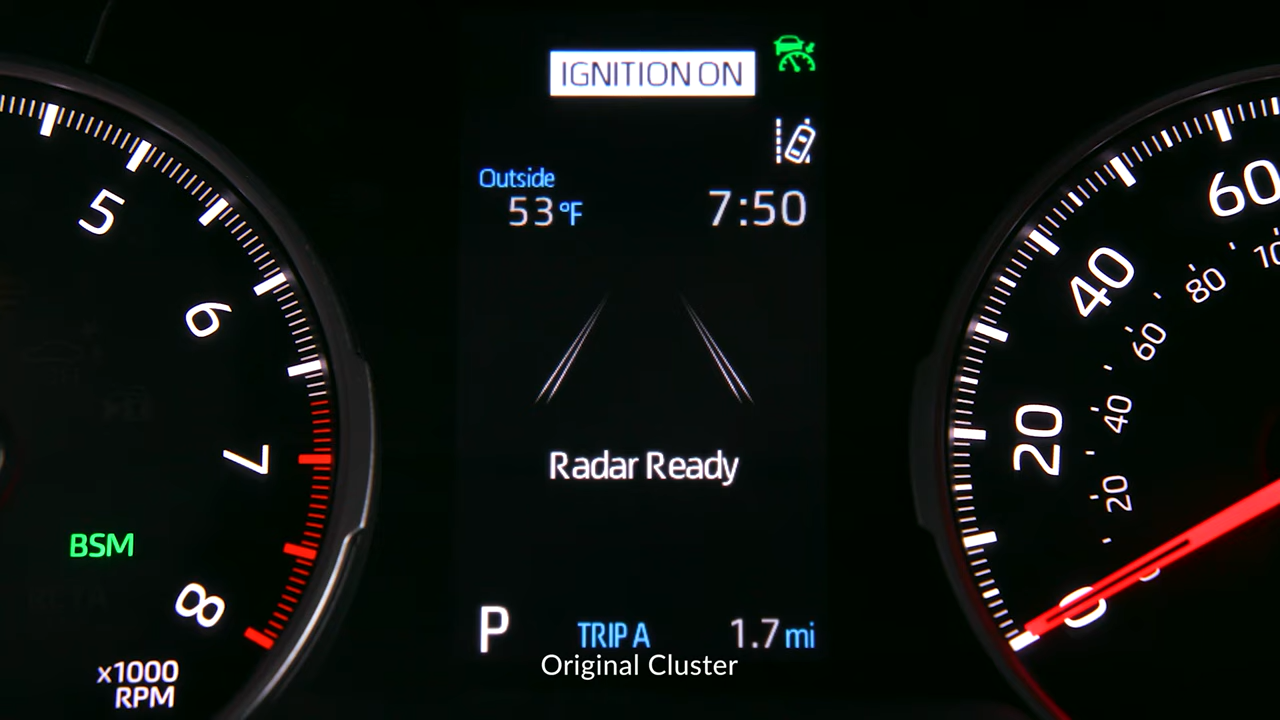 IGNITION ON
Outside
53°F
7:50
Radar Ready
P
TRIP A
1.7 mi
Original Cluster
5
6
7
8
BSM
x1000
RPM
60
40
20
0
80
60
40
20